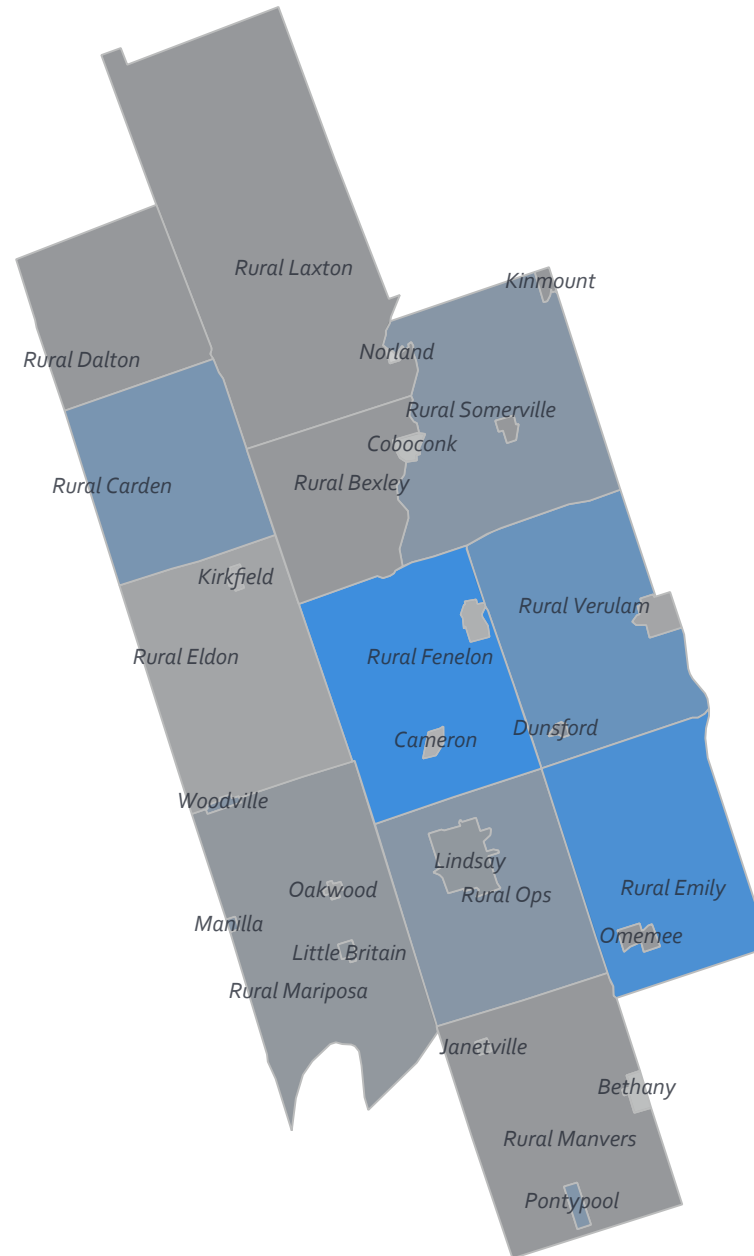 Rural Laxton
Kinmount
Norland
Rural Dalton
Rural Somerville
Coboconk
Rural Bexley
Rural Carden
Kirkfield
Rural Verulam
Rural Eldon
Rural Fenelon
Dunsford
Cameron
Woodville
Lindsay
Rural Emily
Oakwood
Rural Ops
Manilla
Omemee
Little Britain
Rural Mariposa
Janetville
Bethany
Rural Manvers
Pontypool